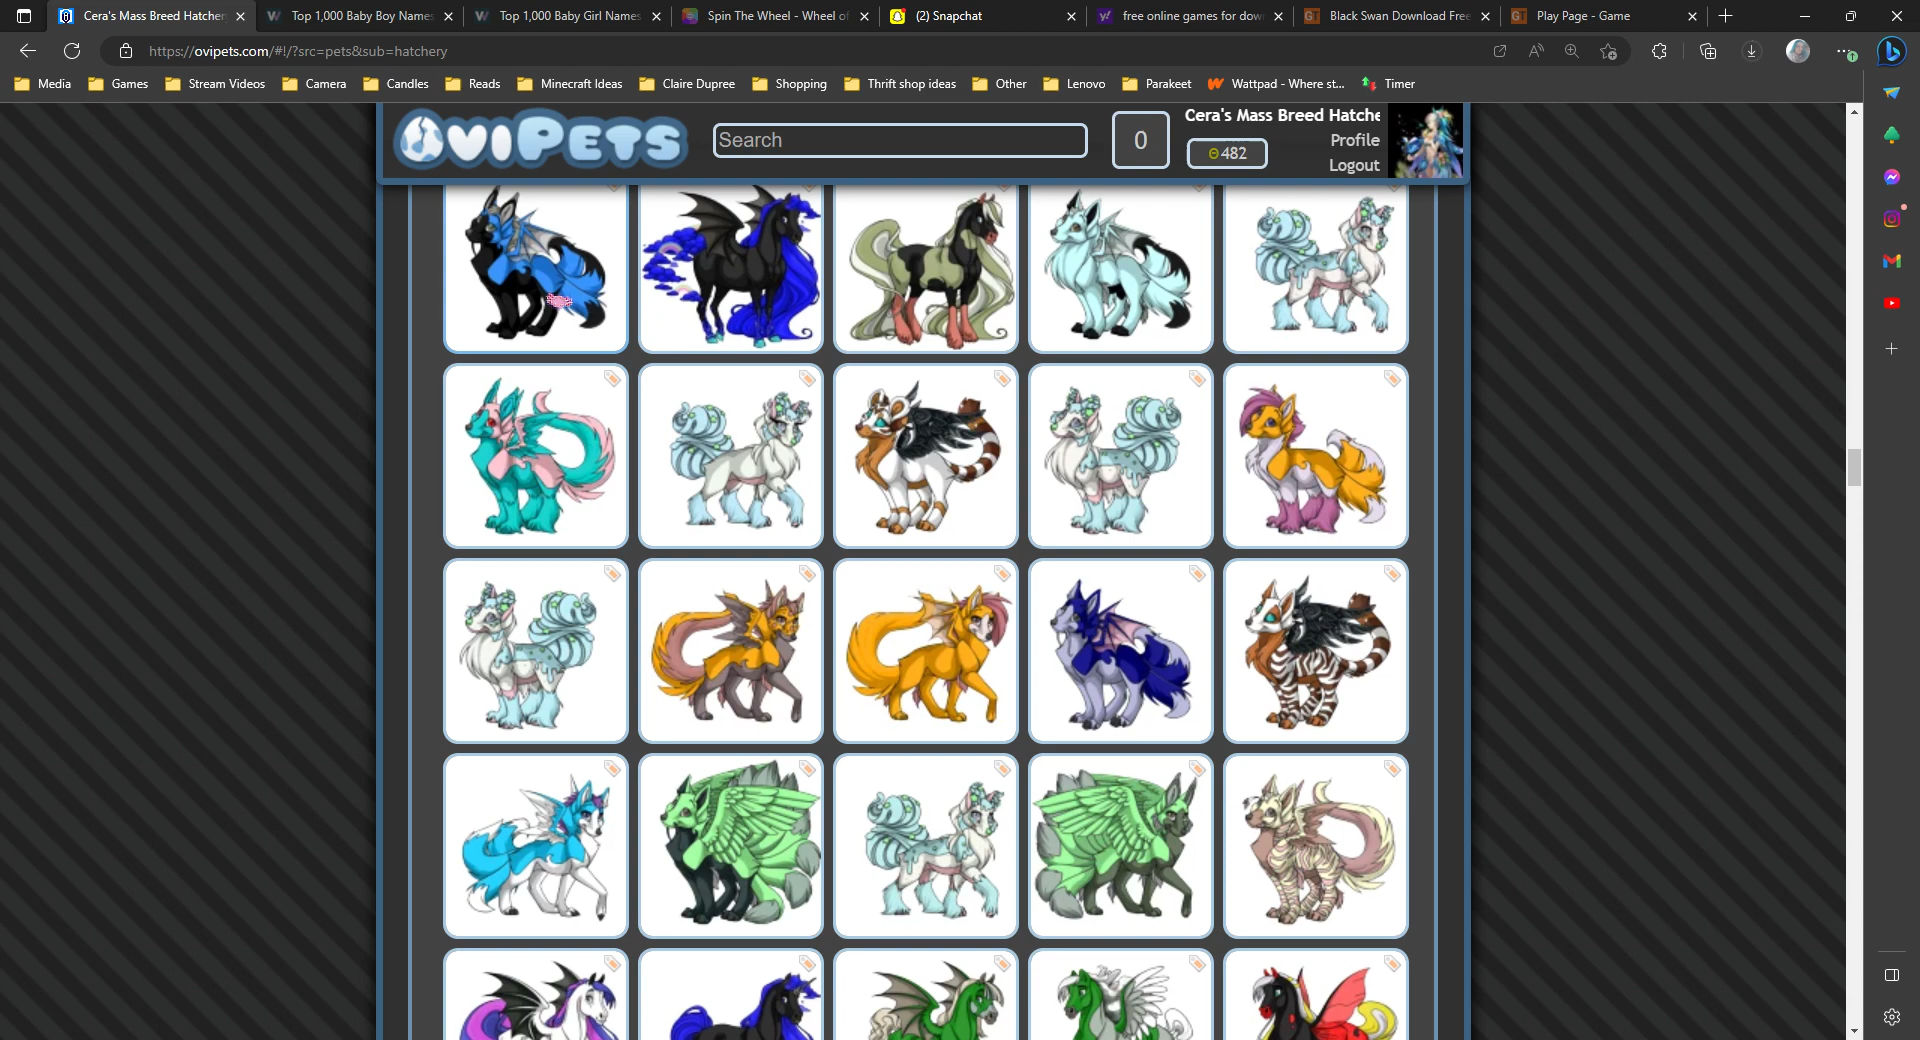 Cera's Mass Breed Hatcher
Top 1,000 Baby Boy Names
Top 1,000 Baby Girl Names
Spin The Wheel - Wheel of
(2) Snapchat
free online games for dow
Black Swan Download Free
Play Page - Game
https://ovipets.com/#!/?src=pets&sub=hatchery
Media
Games
Stream Videos
Camera
Candles
Reads
Minecraft Ideas
Claire Dupree
Shopping
Thrift shop ideas
Other
Lenovo
Parakeet
Wattpad - Where st...
Timer
OviPets
Search
0
Cera's Mass Breed Hatche
482
Profile
Logout